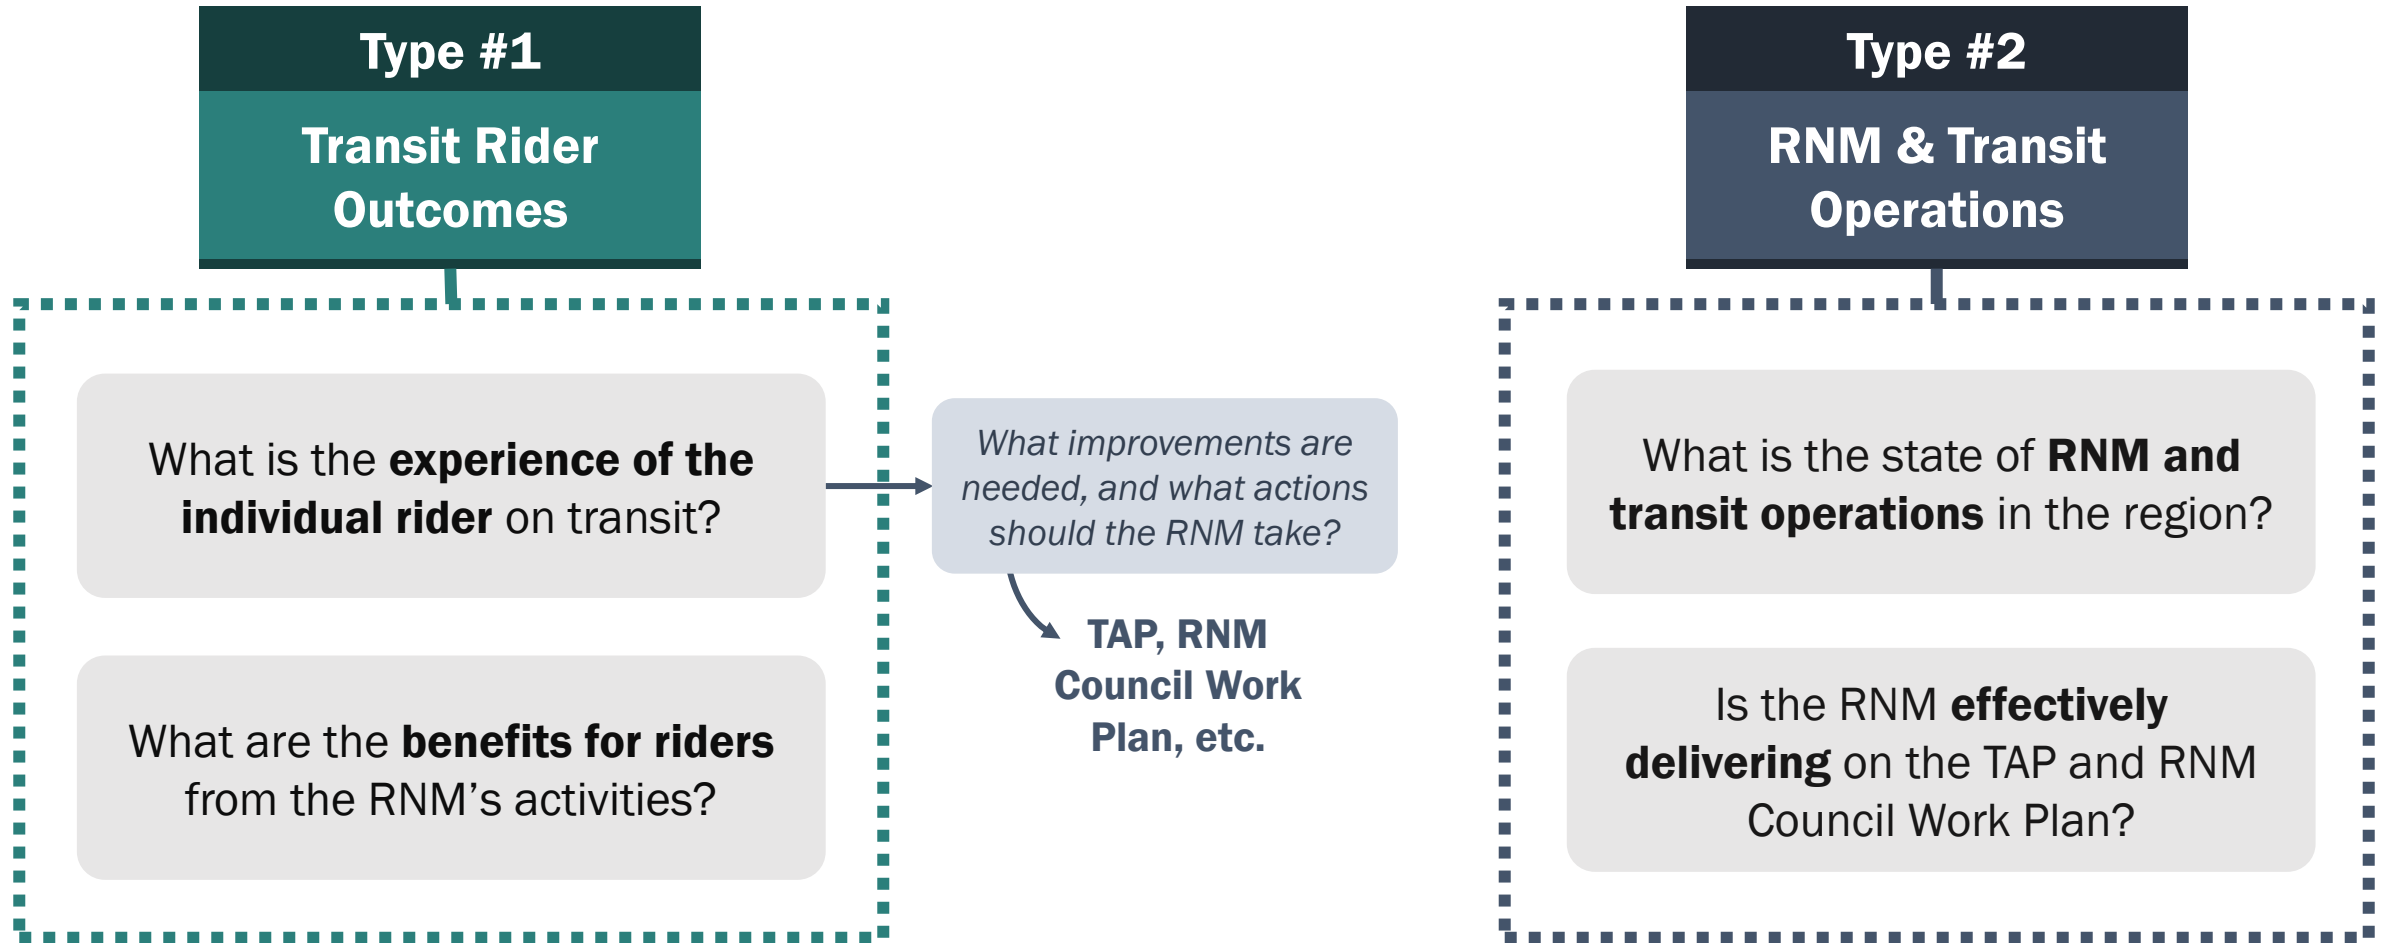 Type #1
Transit Rider
Outcomes
What is the experience of the
individual rider on transit?
What are the benefits for riders
from the RNM’s activities?
What improvements are
needed, and what actions
should the RNM take?
TAP, RNM
Council Work
Plan, etc.
Type #2
RNM & Transit
Operations
What is the state of RNM and
transit operations in the region?
Is the RNM effectively
delivering on the TAP and RNM
Council Work Plan?